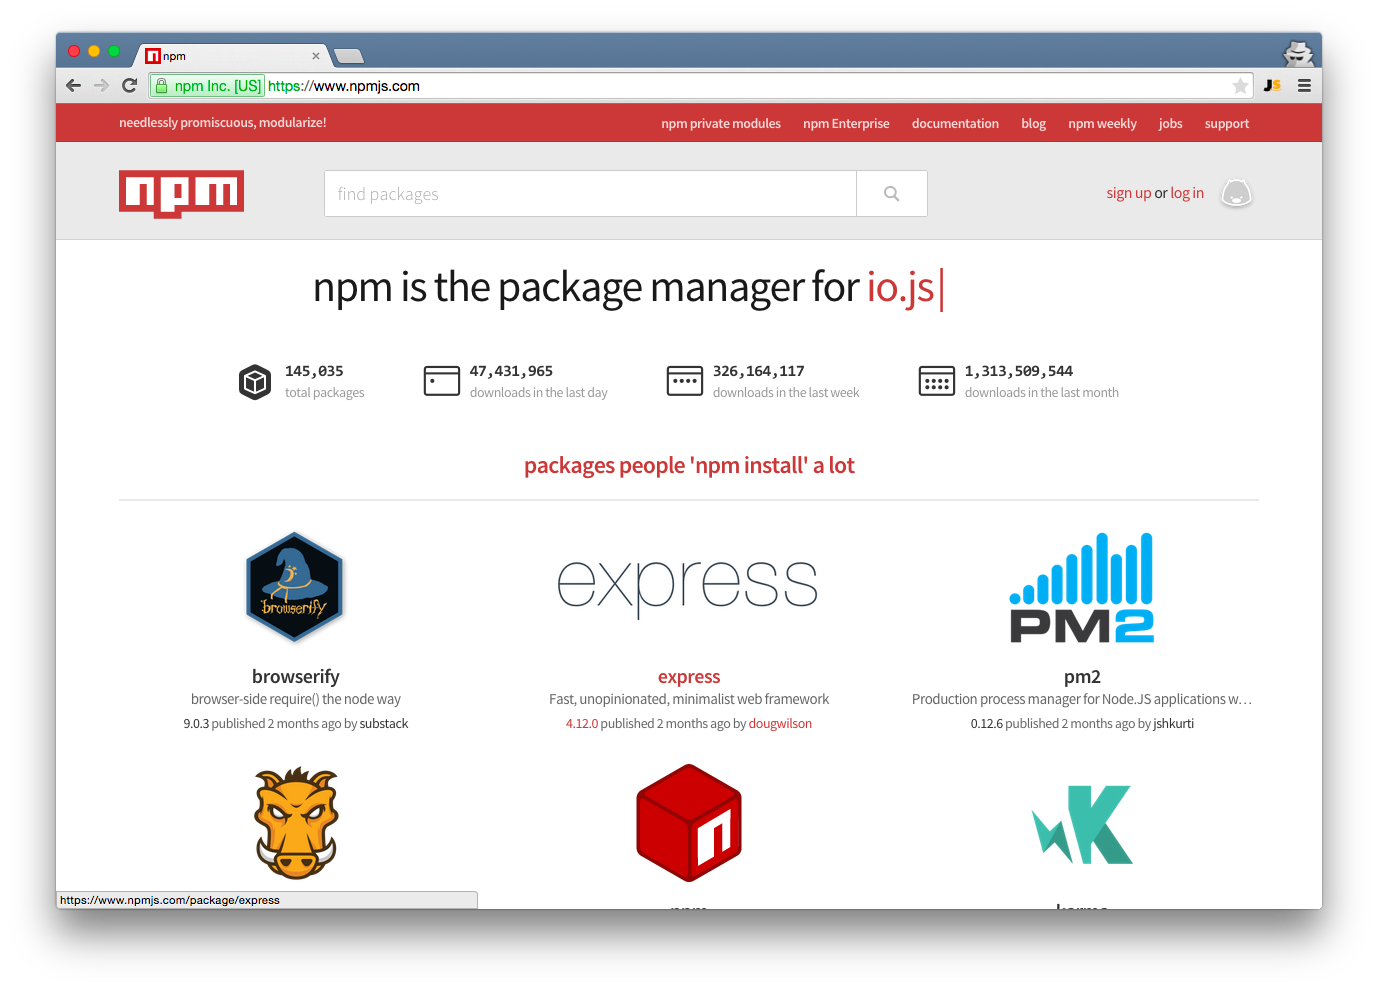 npm
npm Inc. [US] https://www.npmjs.com
JS
needlessly promiscuous, modularize!
npm private modules npm Enterprise documentation blog npm weekly jobs support
npm
find packages
sign up or log in
npm is the package manager for io.js
145,035
total packages
47,431,965
downloads in the last day
326,164,117
downloads in the last week
1,313,509,544
downloads in the last month
packages people 'npm install' a lot
browserify
express
PM2
browserify
browser-side require() the node way
9.0.3 published 2 months ago by substack
express
Fast, unopinionated, minimalist web framework
4.12.0 published 2 months ago by dougwilson
pm2
Production process manager for Node.JS applications w…
0.12.6 published 2 months ago by jshkurti
n
K
npm
karma
https://www.npmjs.com/package/express